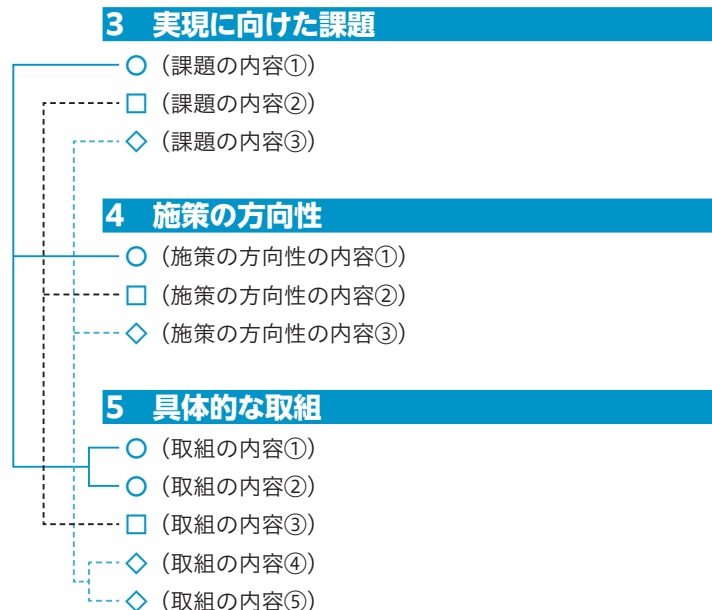 3 実現に向けた課題
○（課題の内容①）
□（課題の内容②）
◇（課題の内容③）
4 施策の方向性
○（施策の方向性の内容①）
□（施策の方向性の内容②）
◇（施策の方向性の内容③）
5 具体的な取組
○（取組の内容①）
○（取組の内容②）
□（取組の内容③）
◇（取組の内容④）
◇（取組の内容⑤）